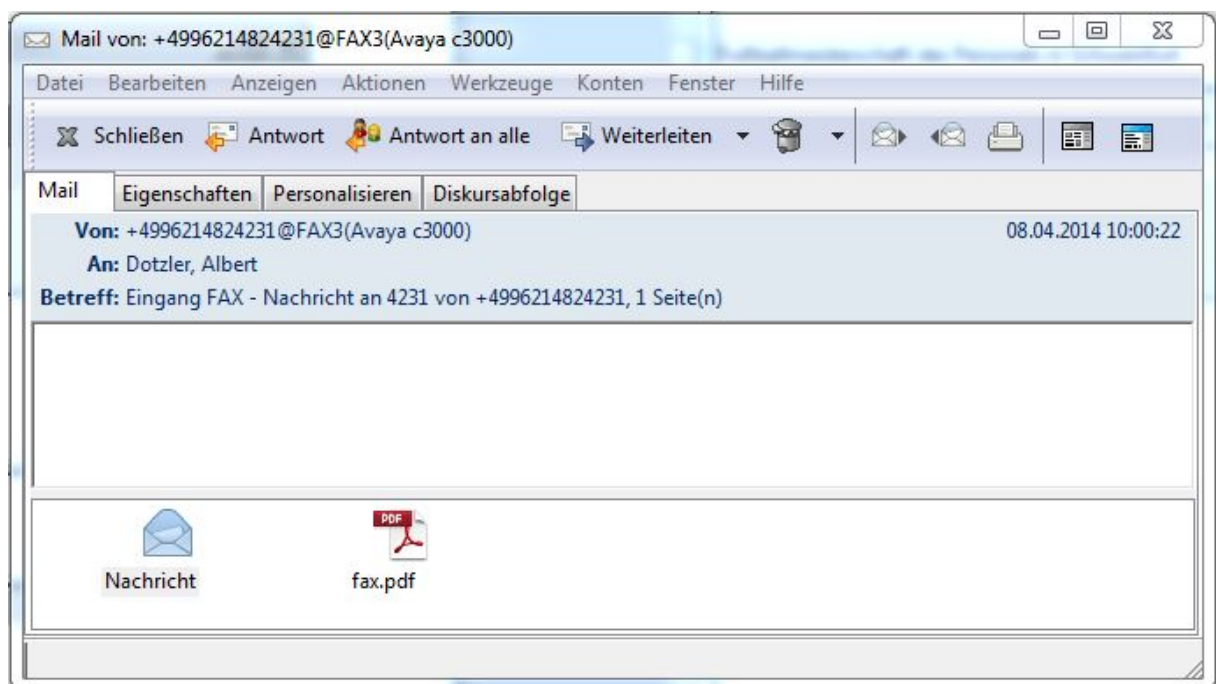 Mail von: +4996214824231@FAX3(Avaya c3000)
Datei Bearbeiten Anzeigen Aktionen Werkzeuge Konten Fenster Hilfe
Schließen Antwort Antwort an alle Weiterleiten
Mail Eigenschaften Personalisieren Diskursabfolge
Von: +4996214824231@FAX3(Avaya c3000) 08.04.2014 10:00:22
An: Dotzler, Albert
Betreff: Eingang FAX - Nachricht an 4231 von +4996214824231, 1 Seite(n)
PDF
Nachricht fax.pdf